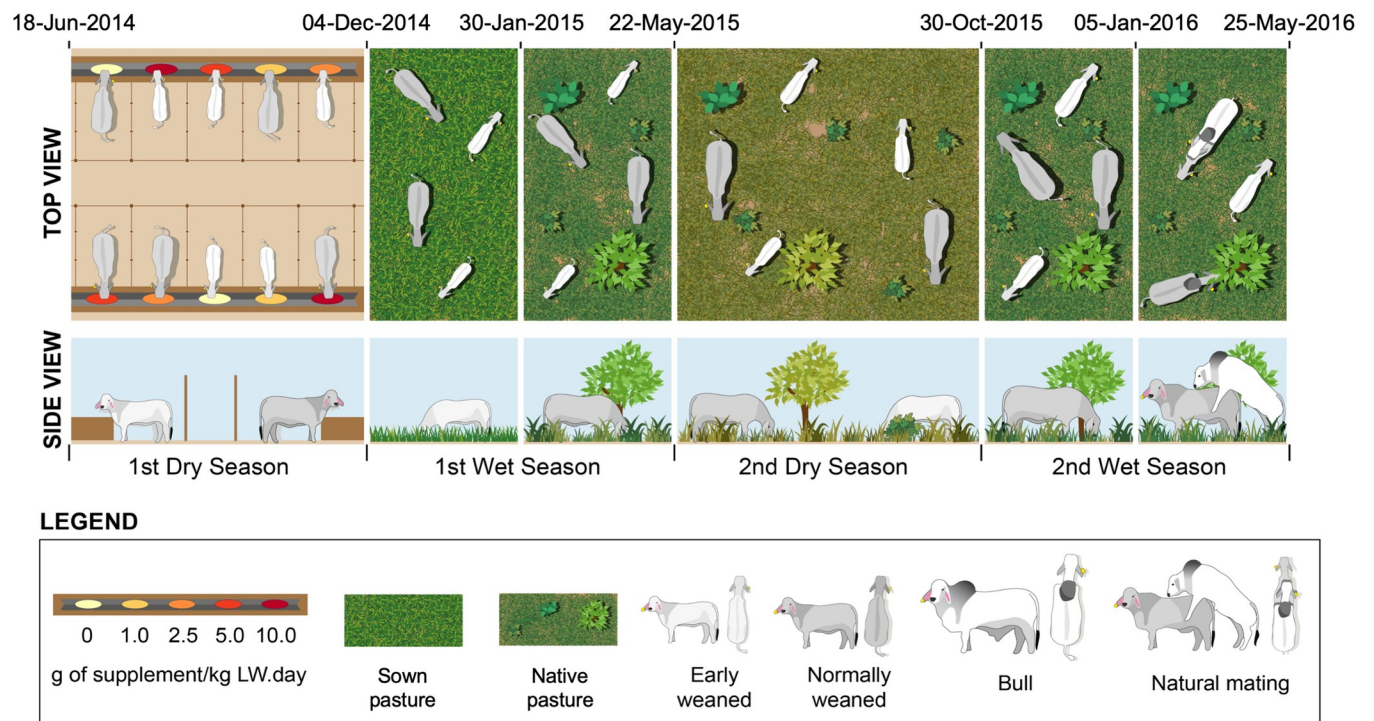 18-Jun-2014 04-Dec-2014 30-Jan-2015 22-May-2015 30-Oct-2015 05-Jan-2016 25-May-2016
TOP VIEW
SIDE VIEW
1st Dry Season 1st Wet Season 2nd Dry Season 2nd Wet Season
LEGEND
0 1.0 2.5 5.0 10.0
g of supplement/kg LW.day
Sown
pasture
Native
pasture
Early
weaned
Normally
weaned
Bull
Natural mating